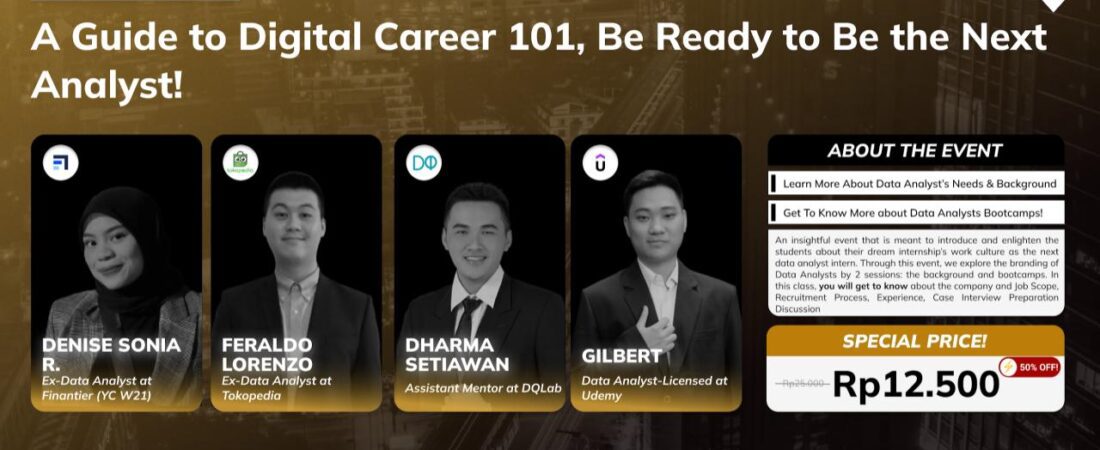 A Guide to Digital Career 101, Be Ready to Be the Next
Analyst!
tokopedia
DENISE SONIA
R.
Ex-Data Analyst at
Finantier (YC W21)
FERALDO
LORENZO
Ex-Data Analyst at
Tokopedia
DHARMA
SETIAWAN
Assistant Mentor at DQLab
GILBERT
Data Analyst-Licensed at
Udemy
ABOUT THE EVENT
Learn More About Data Analyst's Needs & Background
Get To Know More about Data Analysts Bootcamps!
An insightful event that is meant to introduce and enlighten the
students about their dream internship's work culture as the next
data analyst intern. Through this event, we explore the branding of
Data Analysts by 2 sessions: the background and bootcamps. In
this class, you will get to know about the company and Job Scope,
Recruitment Process, Experience, Case Interview Preparation
Discussion
SPECIAL PRICE!
Rp25.000
Rp12.500
50% OFF!